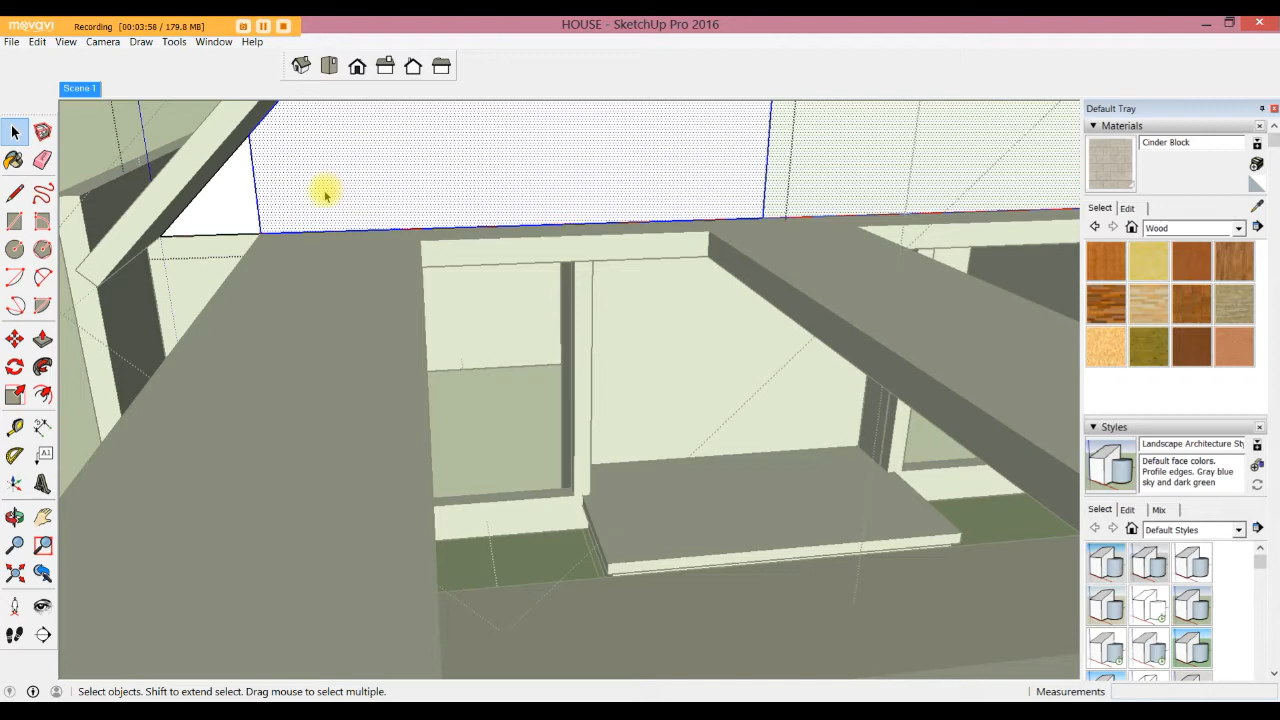 movavi
Recording [00:03:58 / 179.8 MB]
HOUSE - SketchUp Pro 2016
File Edit View Camera Draw Tools Window Help
Scene 1
Default Tray
Materials
Cinder Block
Select Edit
Wood
A1
Styles
Landscape Architecture Sty
Default face colors.
Profile edges. Gray blue
sky and dark green
Select Edit Mix
Default Styles
Select objects. Shift to extend select. Drag mouse to select multiple.
Measurements